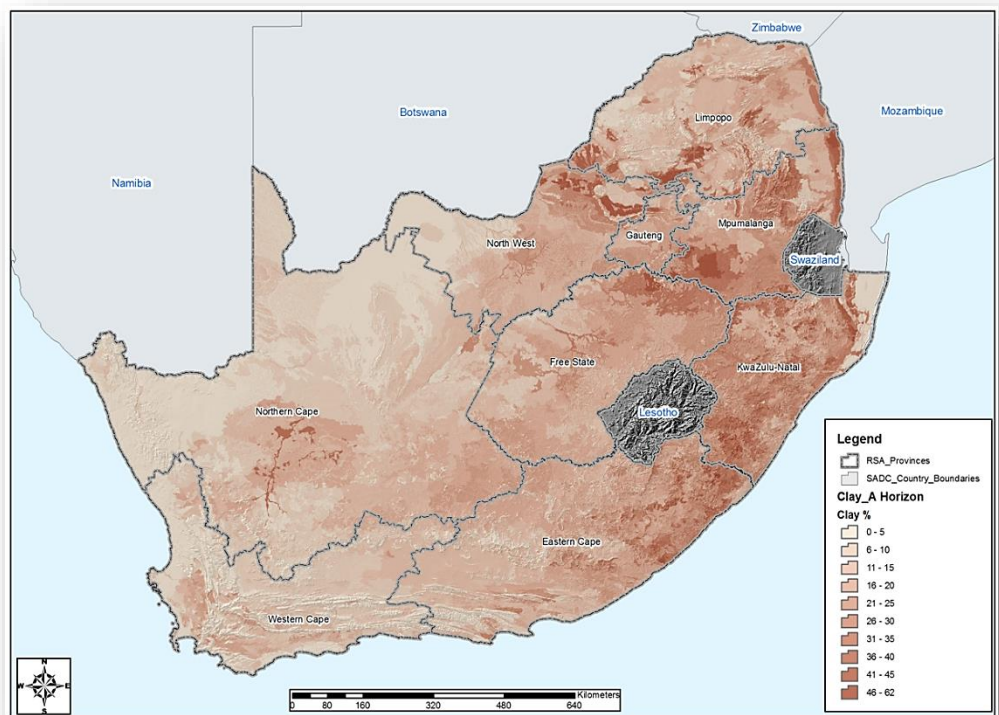 Zimbabwe
Botswana
Mozambique
Limpopo
Namibia
Mpumalanga
Gauteng
North West
Swaziland
Free State
KwaZulu-Natal
Northern Cape
Lesotho
Eastern Cape
Western Cape
Legend
RSA_Provinces
SADC_Country_Boundaries
Clay_A Horizon
Clay %
0 - 5
6 - 10
11 - 15
16 - 20
21 - 25
26 - 30
31 - 35
36 - 40
41 - 45
46 - 62
N
W E
S
Kilometers
0 80 160 320 480 640